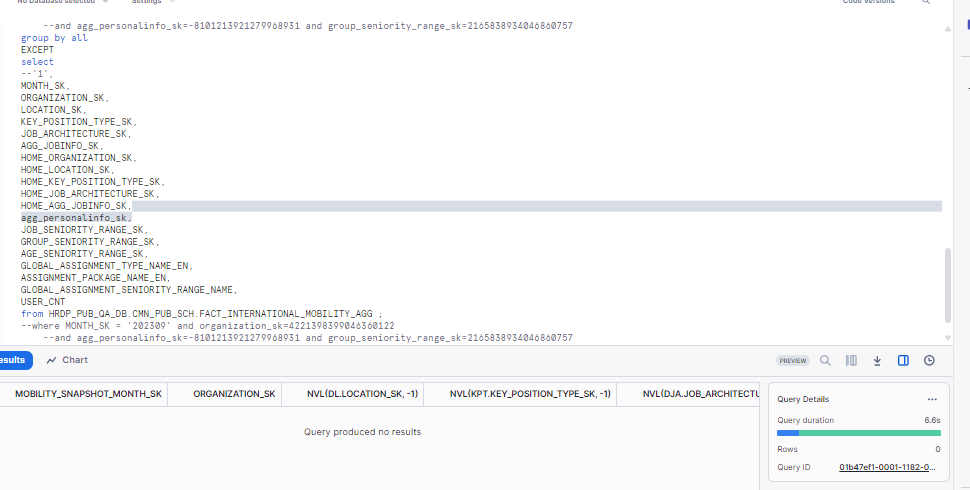 No Database selected Settings Code Versions
--and agg_personalinfo_sk=-8101213921279968931 and group_seniority_range_sk=2165838934046860757
group by all
EXCEPT
select
--'1',
MONTH_SK,
ORGANIZATION_SK,
LOCATION_SK,
KEY_POSITION_TYPE_SK,
JOB_ARCHITECTURE_SK,
AGG_JOBINFO_SK,
HOME_ORGANIZATION_SK,
HOME_LOCATION_SK,
HOME_KEY_POSITION_TYPE_SK,
HOME_JOB_ARCHITECTURE_SK,
HOME_AGG_JOBINFO_SK,
agg_personalinfo_sk,
JOB_SENIORITY_RANGE_SK,
GROUP_SENIORITY_RANGE_SK,
AGE_SENIORITY_RANGE_SK,
GLOBAL_ASSIGNMENT_TYPE_NAME_EN,
ASSIGNMENT_PACKAGE_NAME_EN,
GLOBAL_ASSIGNMENT_SENIORITY_RANGE_NAME,
USER_CNT
from HRDP_PUB_QA_DB.CMN_PUB_SCH.FACT_INTERNATIONAL_MOBILITY_AGG ;
--where MONTH_SK = '202309' and organization_sk=4221398399046360122
--and agg_personalinfo_sk=-8101213921279968931 and group_seniority_range_sk=2165838934046860757
esults Chart PREVIEW
MOBILITY_SNAPSHOT_MONTH_SK ORGANIZATION_SK NVL(DL.LOCATION_SK, -1) NVL(KPT.KEY_POSITION_TYPE_SK, -1) NVL(DJA.JOB_ARCHITECTU
Query produced no results
Query Details ...
Query duration 6.6s
Rows 0
Query ID 01b47ef1-0001-1182-0...